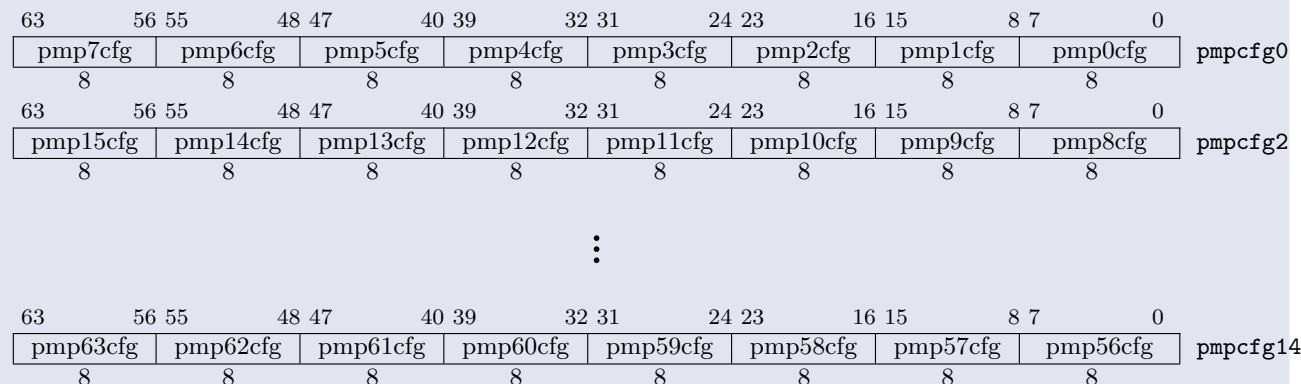 63 56 55 48 47 40 39 32 31 24 23 16 15 8 7 0
pmp7cfg pmp6cfg pmp5cfg pmp4cfg pmp3cfg pmp2cfg pmp1cfg pmp0cfg pmpcfg0
8 8 8 8 8 8 8 8
63 56 55 48 47 40 39 32 31 24 23 16 15 8 7 0
pmp15cfg pmp14cfg pmp13cfg pmp12cfg pmp11cfg pmp10cfg pmp9cfg pmp8cfg pmpcfg2
8 8 8 8 8 8 8 8
⋮
63 56 55 48 47 40 39 32 31 24 23 16 15 8 7 0
pmp63cfg pmp62cfg pmp61cfg pmp60cfg pmp59cfg pmp58cfg pmp57cfg pmp56cfg pmpcfg14
8 8 8 8 8 8 8 8